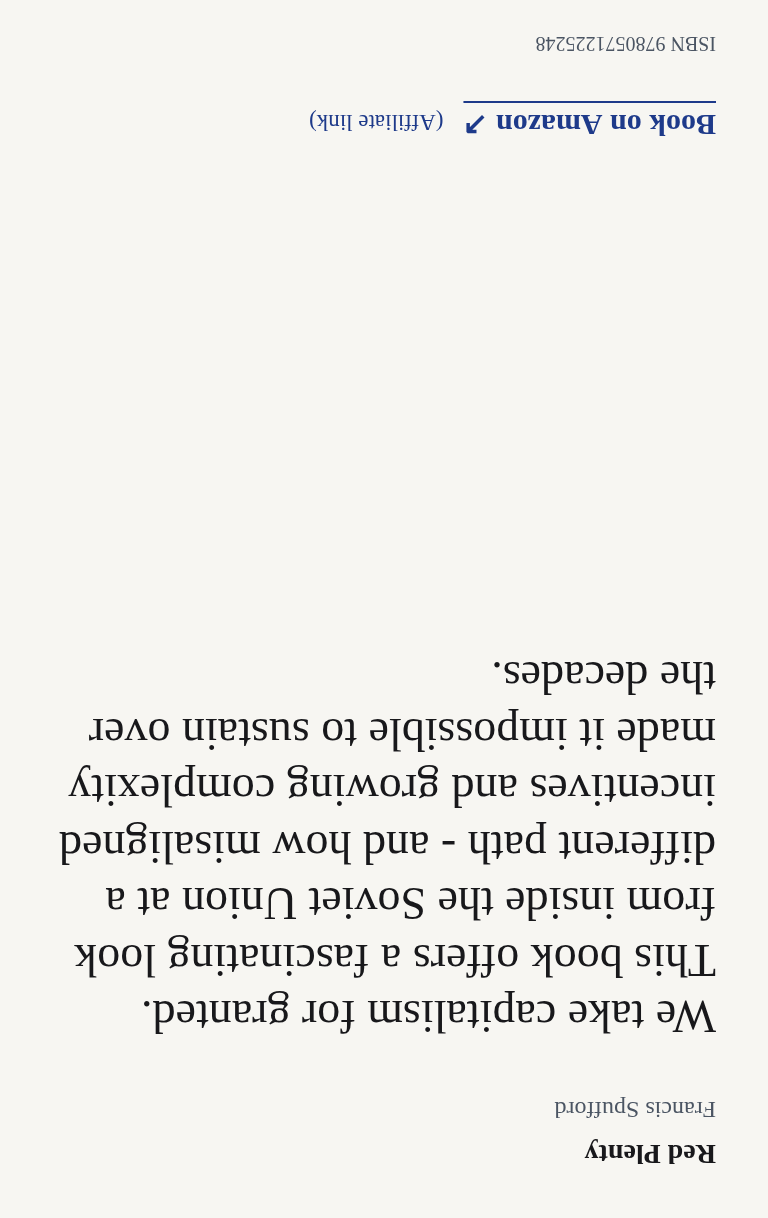 Red Plenty
Francis Spufford
We take capitalism for granted.
This book offers a fascinating look
from inside the Soviet Union at a
different path - and how misaligned
incentives and growing complexity
made it impossible to sustain over
the decades.
Book on Amazon ↗ (Affiliate link)
ISBN 9780571225248